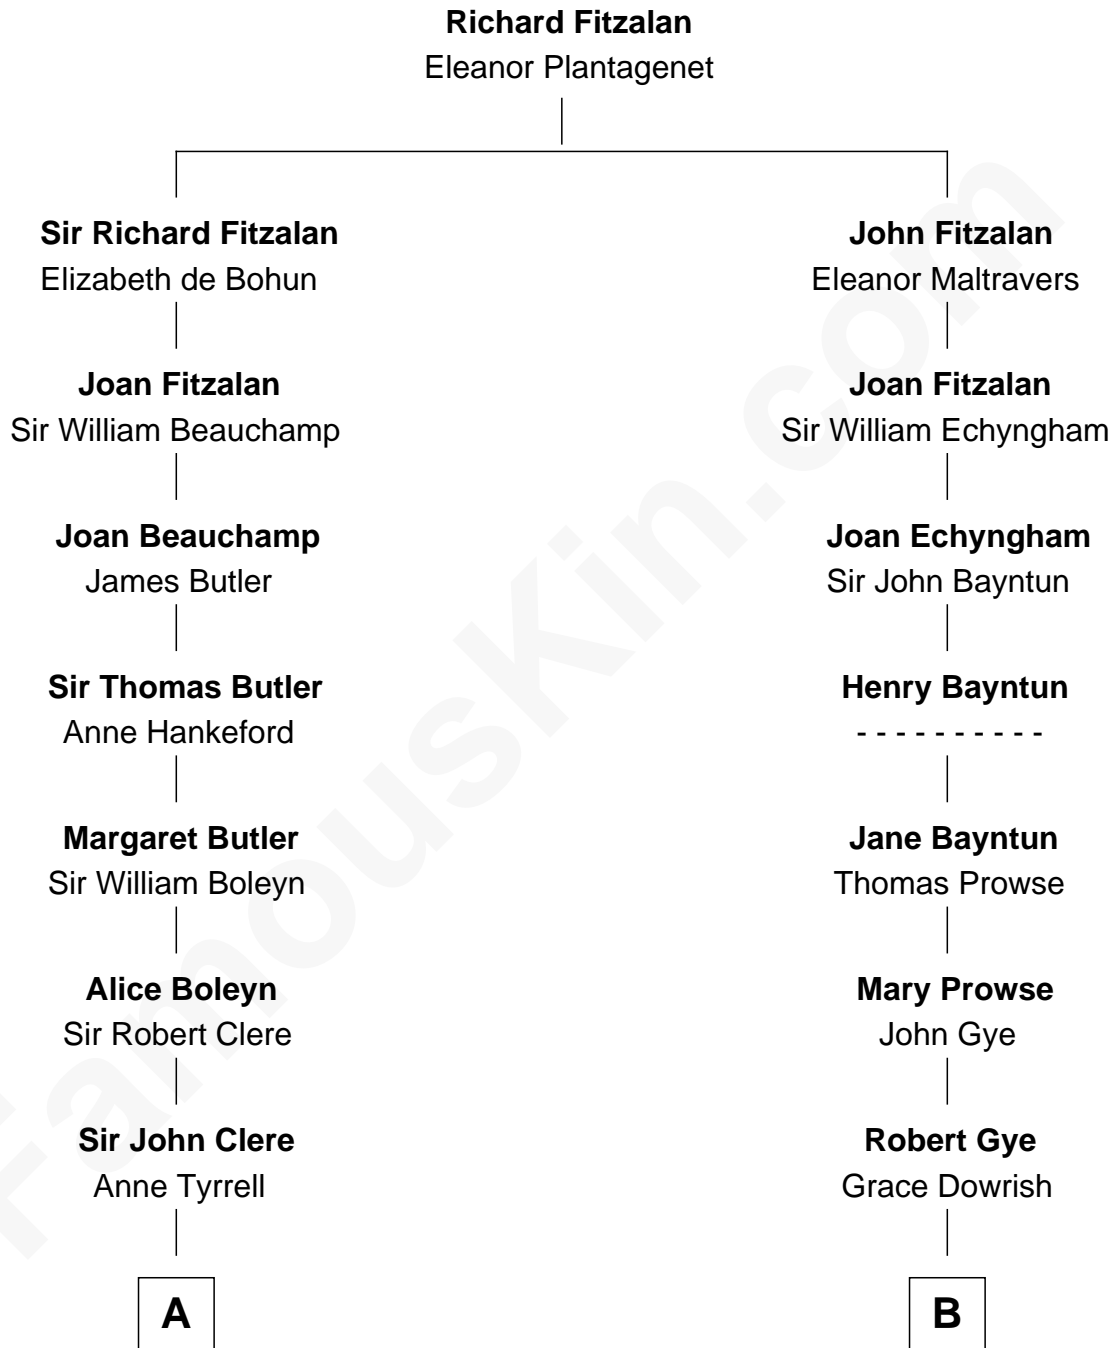 Richard Fitzalan
Eleanor Plantagenet
Sir Richard Fitzalan
Elizabeth de Bohun
John Fitzalan
Eleanor Maltravers
Joan Fitzalan
Sir William Beauchamp
Joan Fitzalan
Sir William Echyngham
Joan Beauchamp
James Butler
Joan Echyngham
Sir John Bayntun
Sir Thomas Butler
Anne Hankeford
Henry Bayntun
- - - - - - - - - -
Margaret Butler
Sir William Boleyn
Jane Bayntun
Thomas Prowse
Alice Boleyn
Sir Robert Clere
Mary Prowse
John Gye
Sir John Clere
Anne Tyrrell
Robert Gye
Grace Dowrish
A
B
FamousKin.com